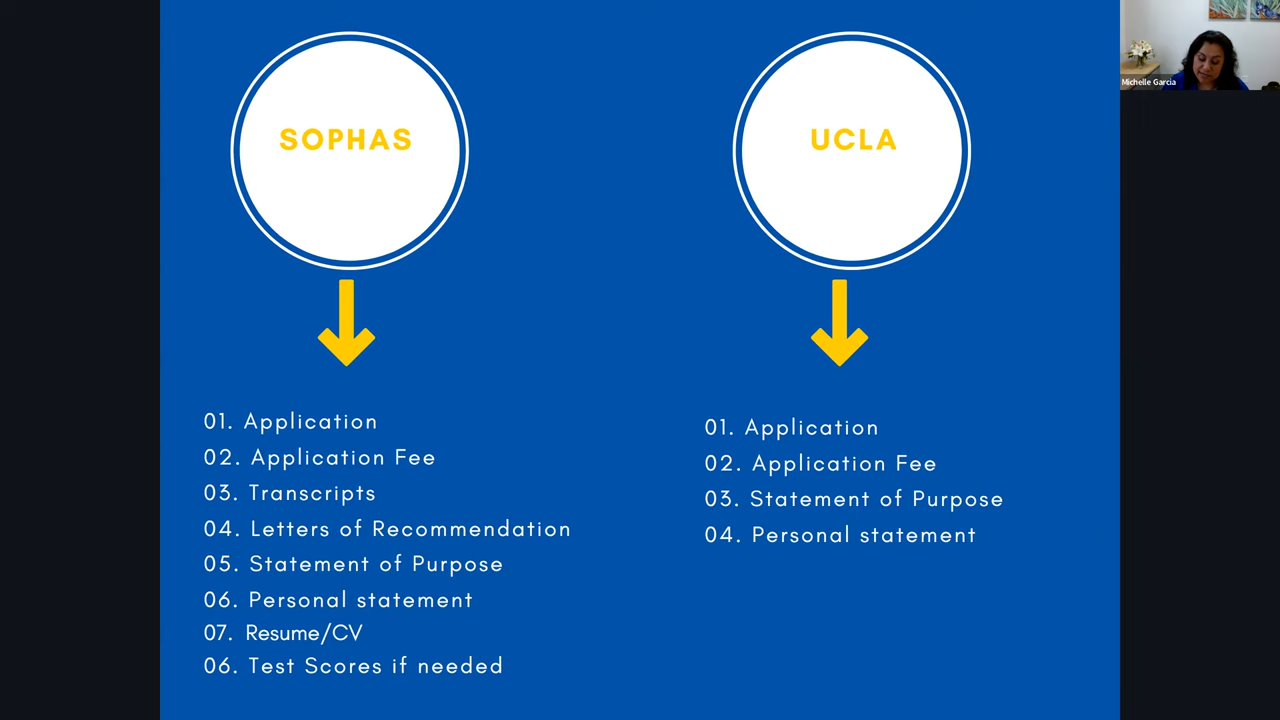 SOPHAS
01. Application
02. Application Fee
03. Transcripts
04. Letters of Recommendation
05. Statement of Purpose
06. Personal statement
07. Resume/CV
06. Test Scores if needed
UCLA
01. Application
02. Application Fee
03. Statement of Purpose
04. Personal statement
Michelle Garcia